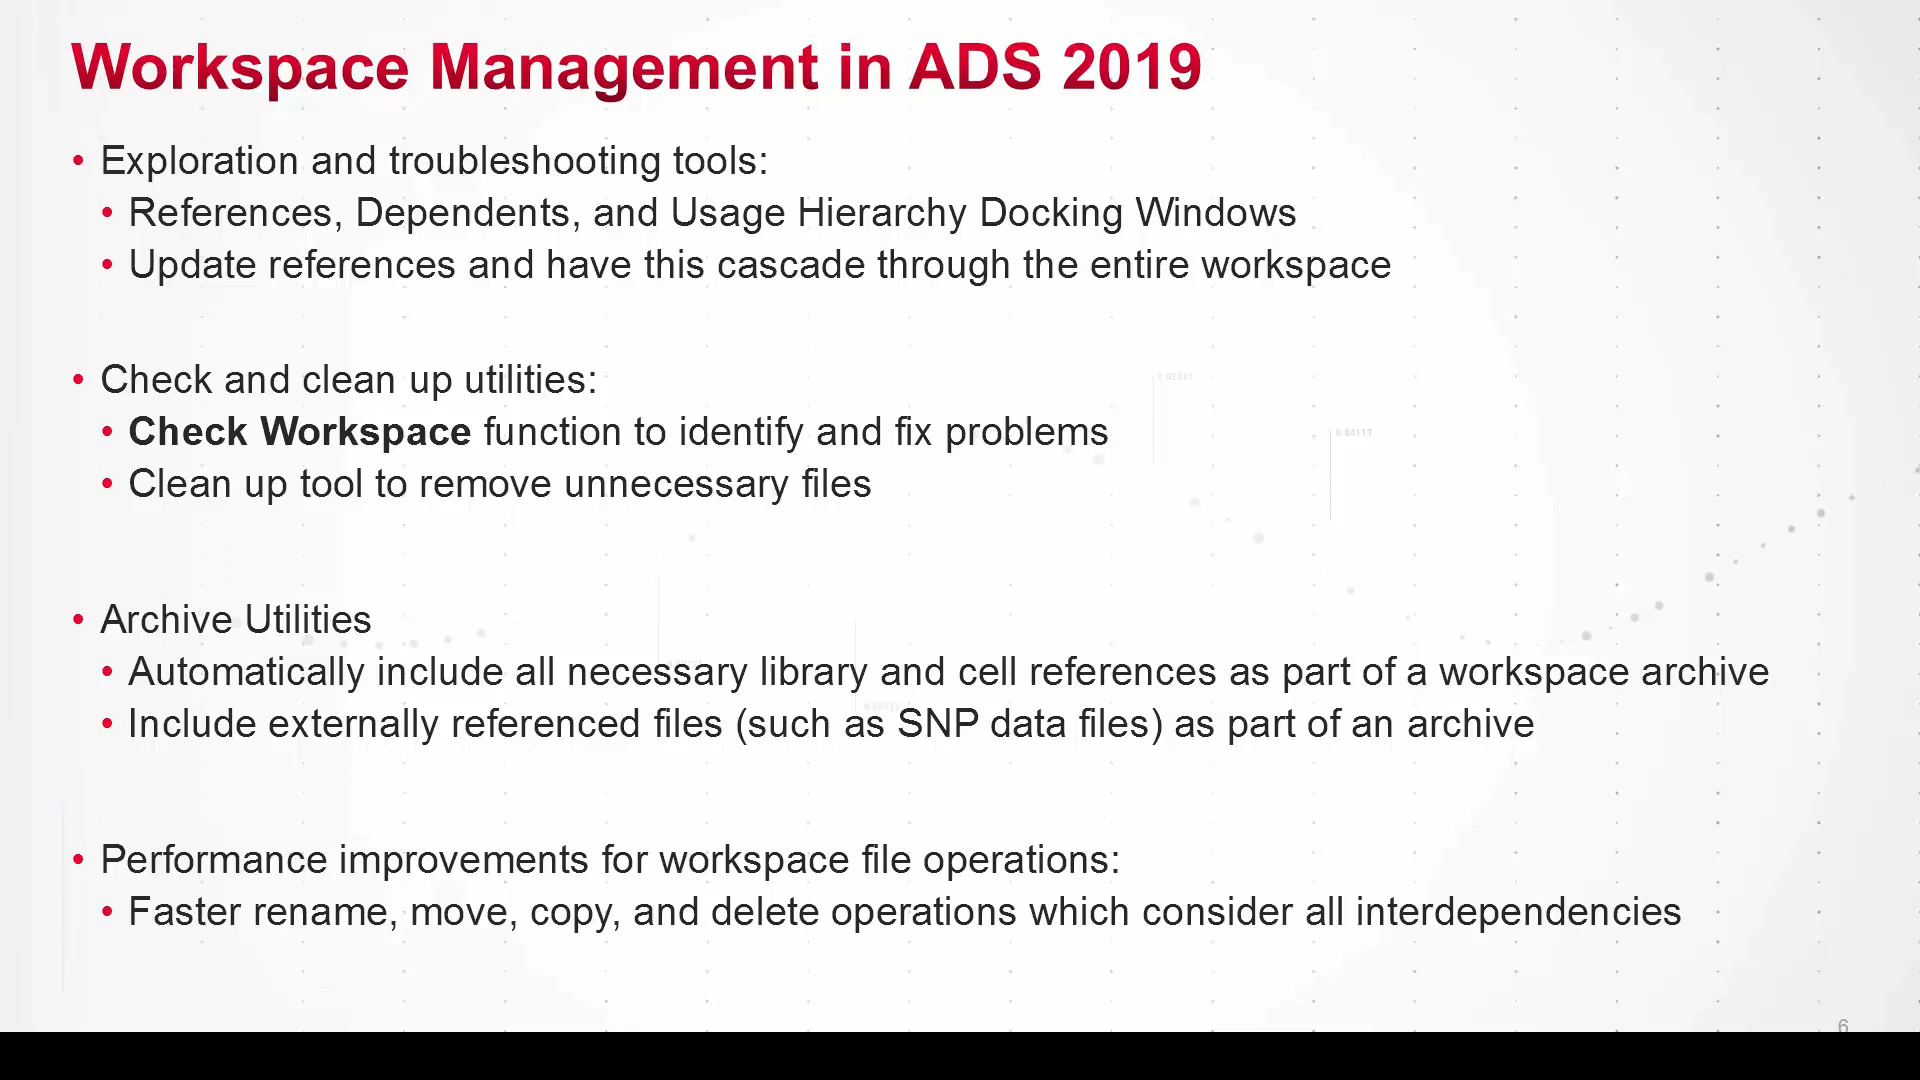 Workspace Management in ADS 2019
• Exploration and troubleshooting tools:
• References, Dependents, and Usage Hierarchy Docking Windows
• Update references and have this cascade through the entire workspace
• Check and clean up utilities:
• Check Workspace function to identify and fix problems
• Clean up tool to remove unnecessary files
• Archive Utilities
• Automatically include all necessary library and cell references as part of a workspace archive
• Include externally referenced files (such as SNP data files) as part of an archive
• Performance improvements for workspace file operations:
• Faster rename, move, copy, and delete operations which consider all interdependencies
6